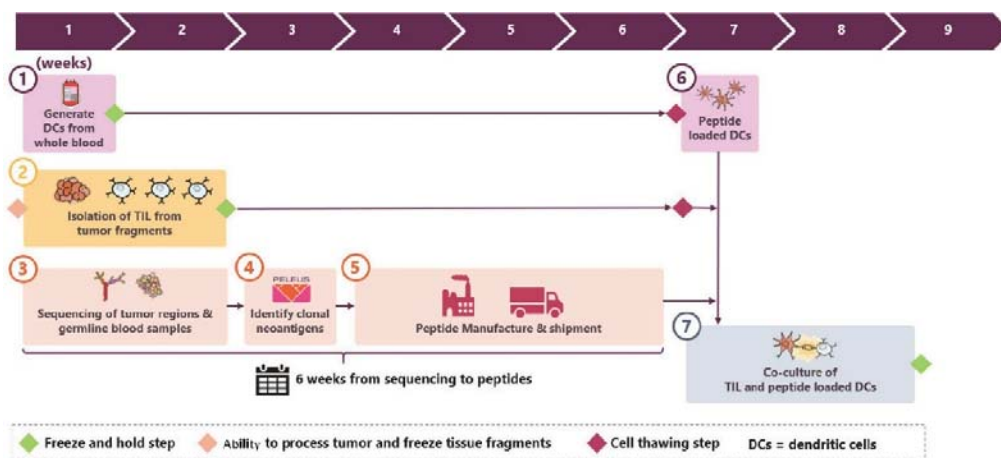 1 2 3 4 5 6 7 8 9
(weeks)
1
Generate
DCs from
whole blood
6
Peptide
loaded DCs
2
Isolation of TIL from
tumor fragments
3
Sequencing of tumor regions &
germline blood samples
4
PELEUS
Identify clonal
neoantigens
5
Peptide Manufacture & shipment
6 weeks from sequencing to peptides
7
Co-culture of
TIL and peptide loaded DCs
Freeze and hold step Ability to process tumor and freeze tissue fragments Cell thawing step DCs = dendritic cells